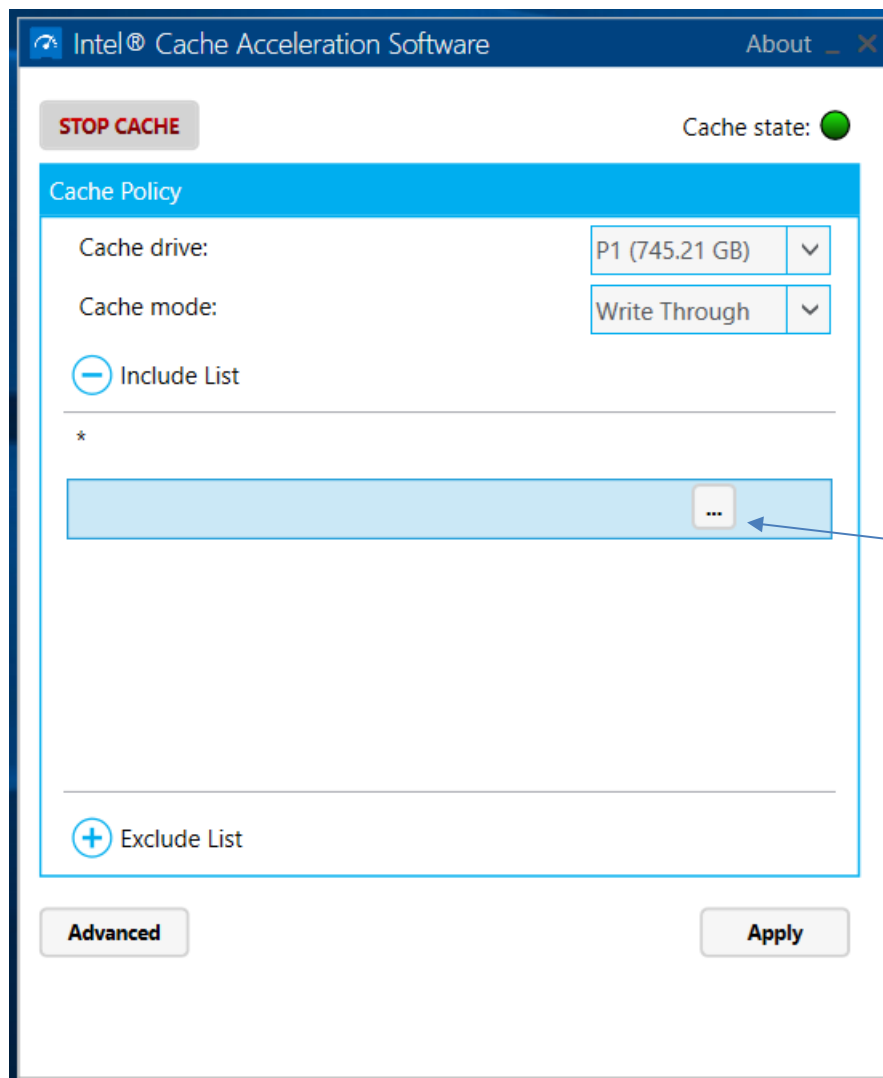 Intel® Cache Acceleration Software About
STOP CACHE Cache state:
Cache Policy
Cache drive: P1 (745.21 GB)
Cache mode: Write Through
Include List
*
...
Exclude List
Advanced Apply